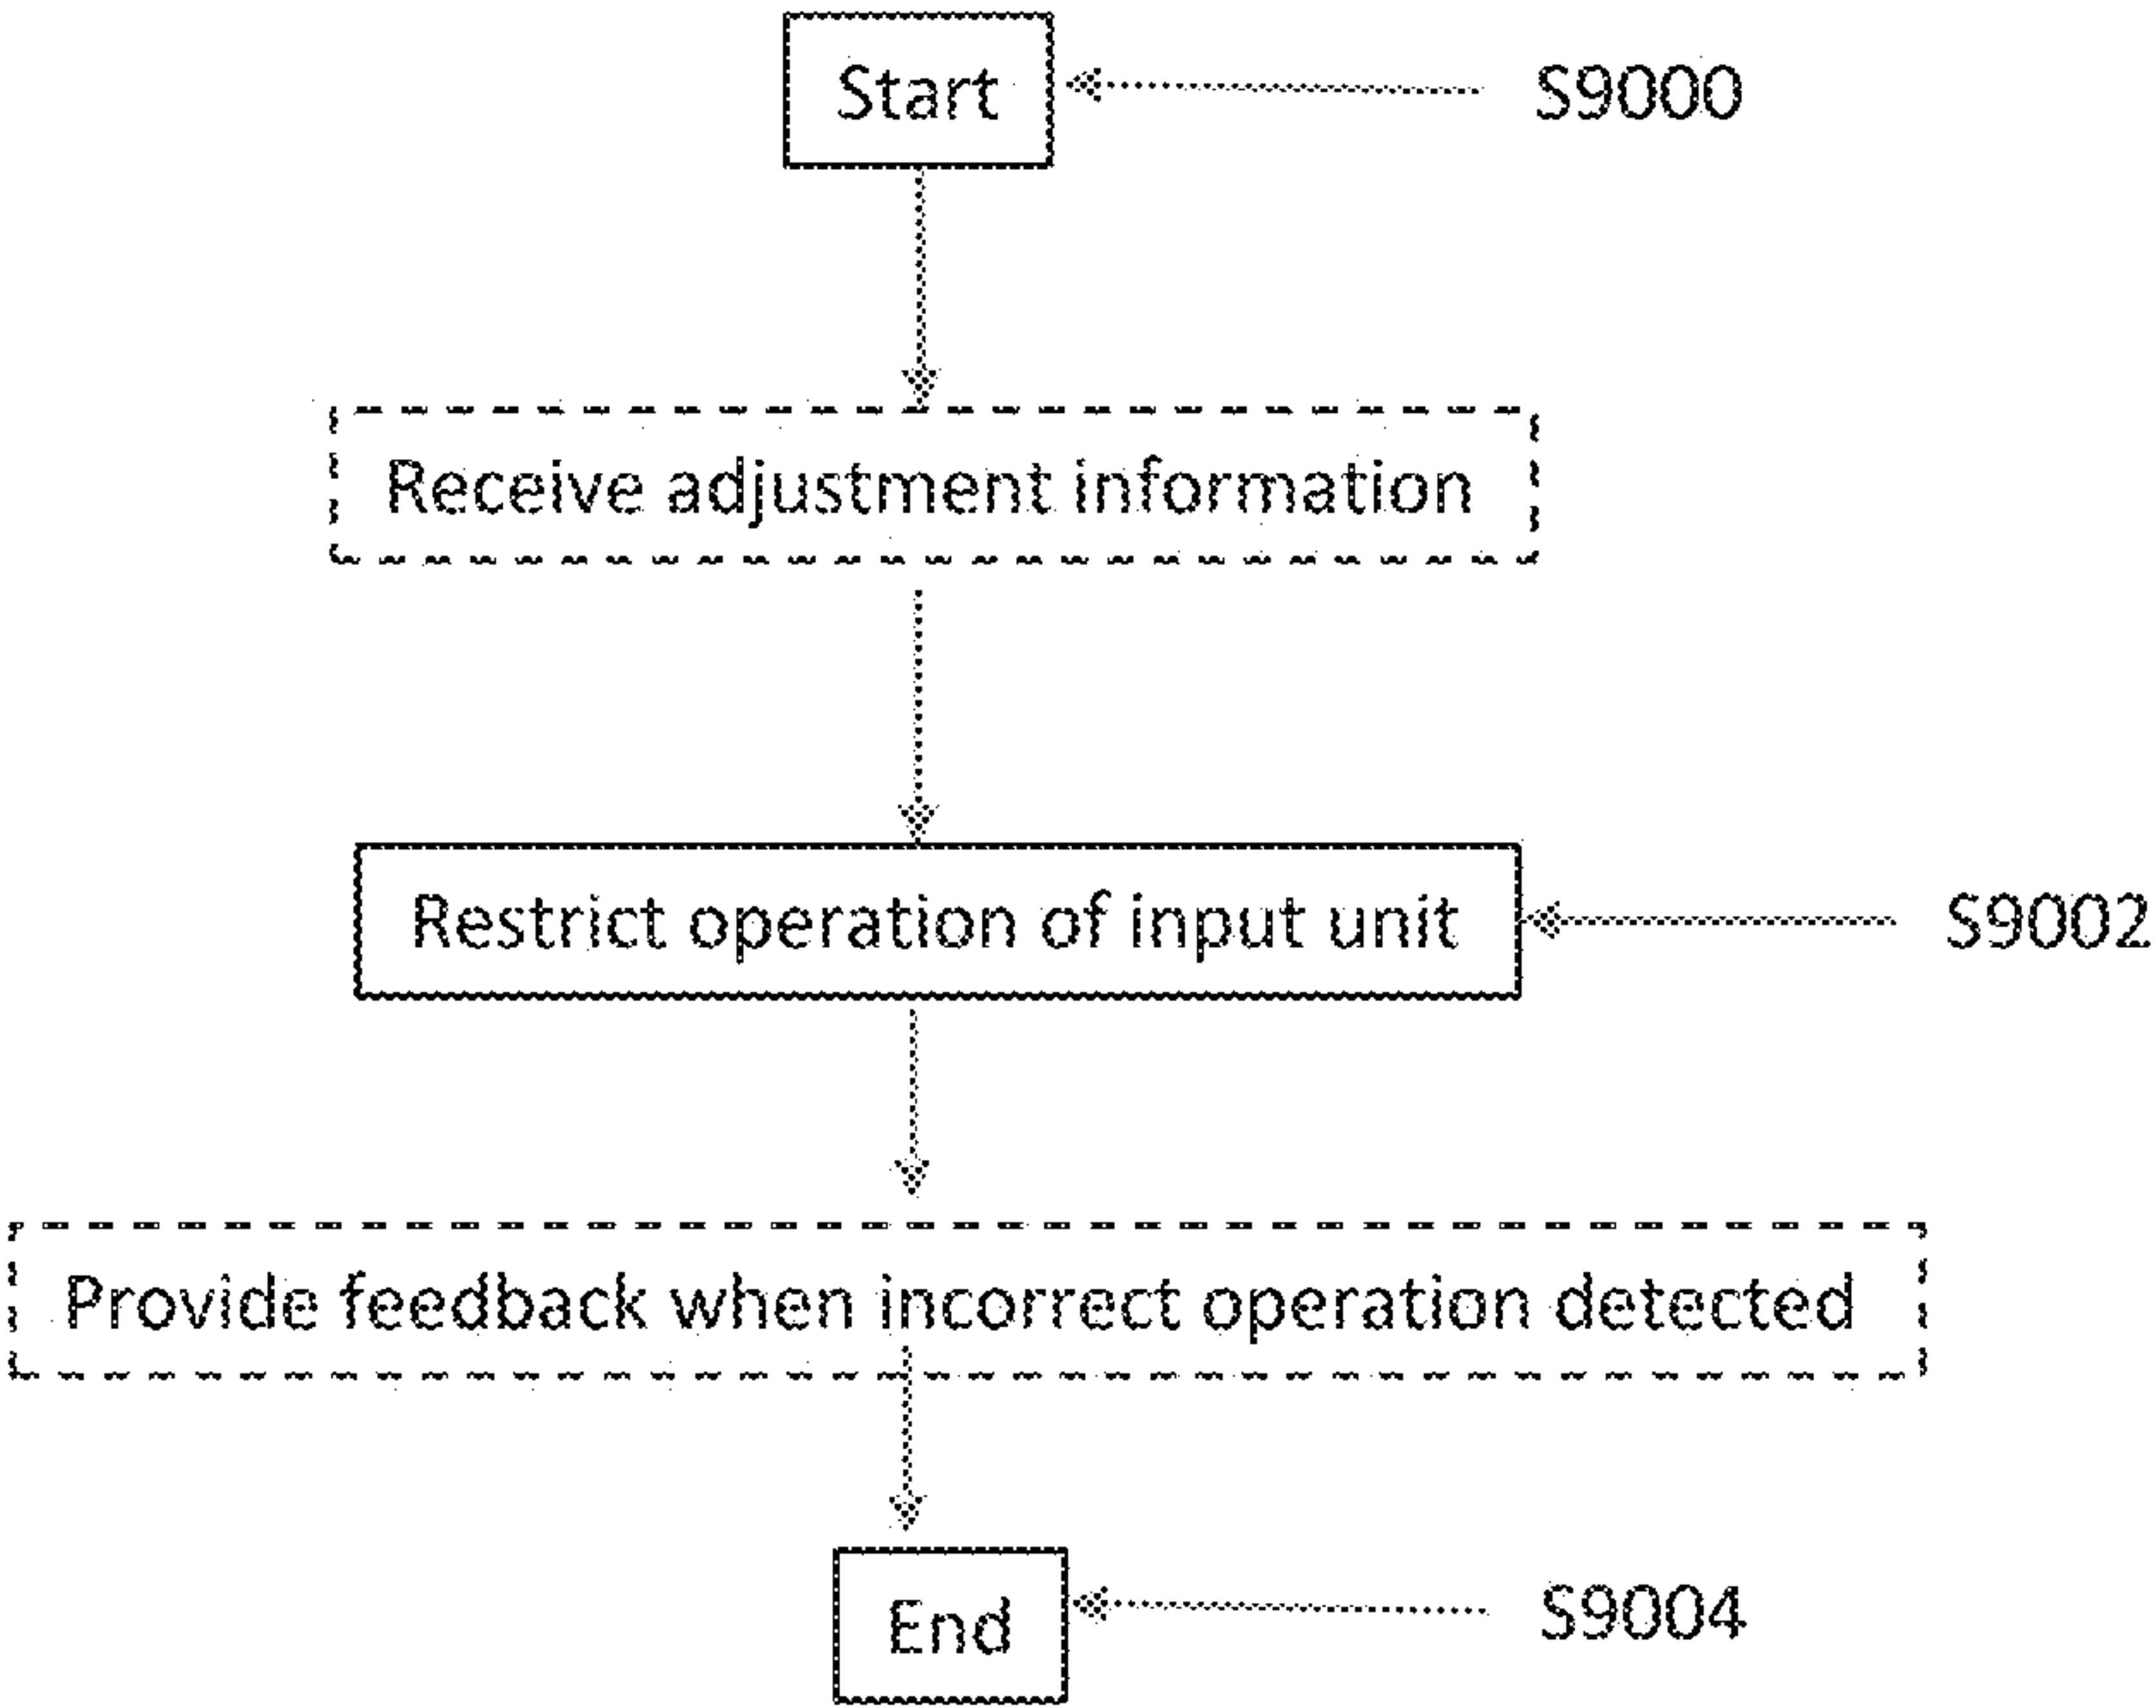 Start
S9000
Receive adjustment information
Restrict operation of input unit
S9002
Provide feedback when incorrect operation detected
End
S9004